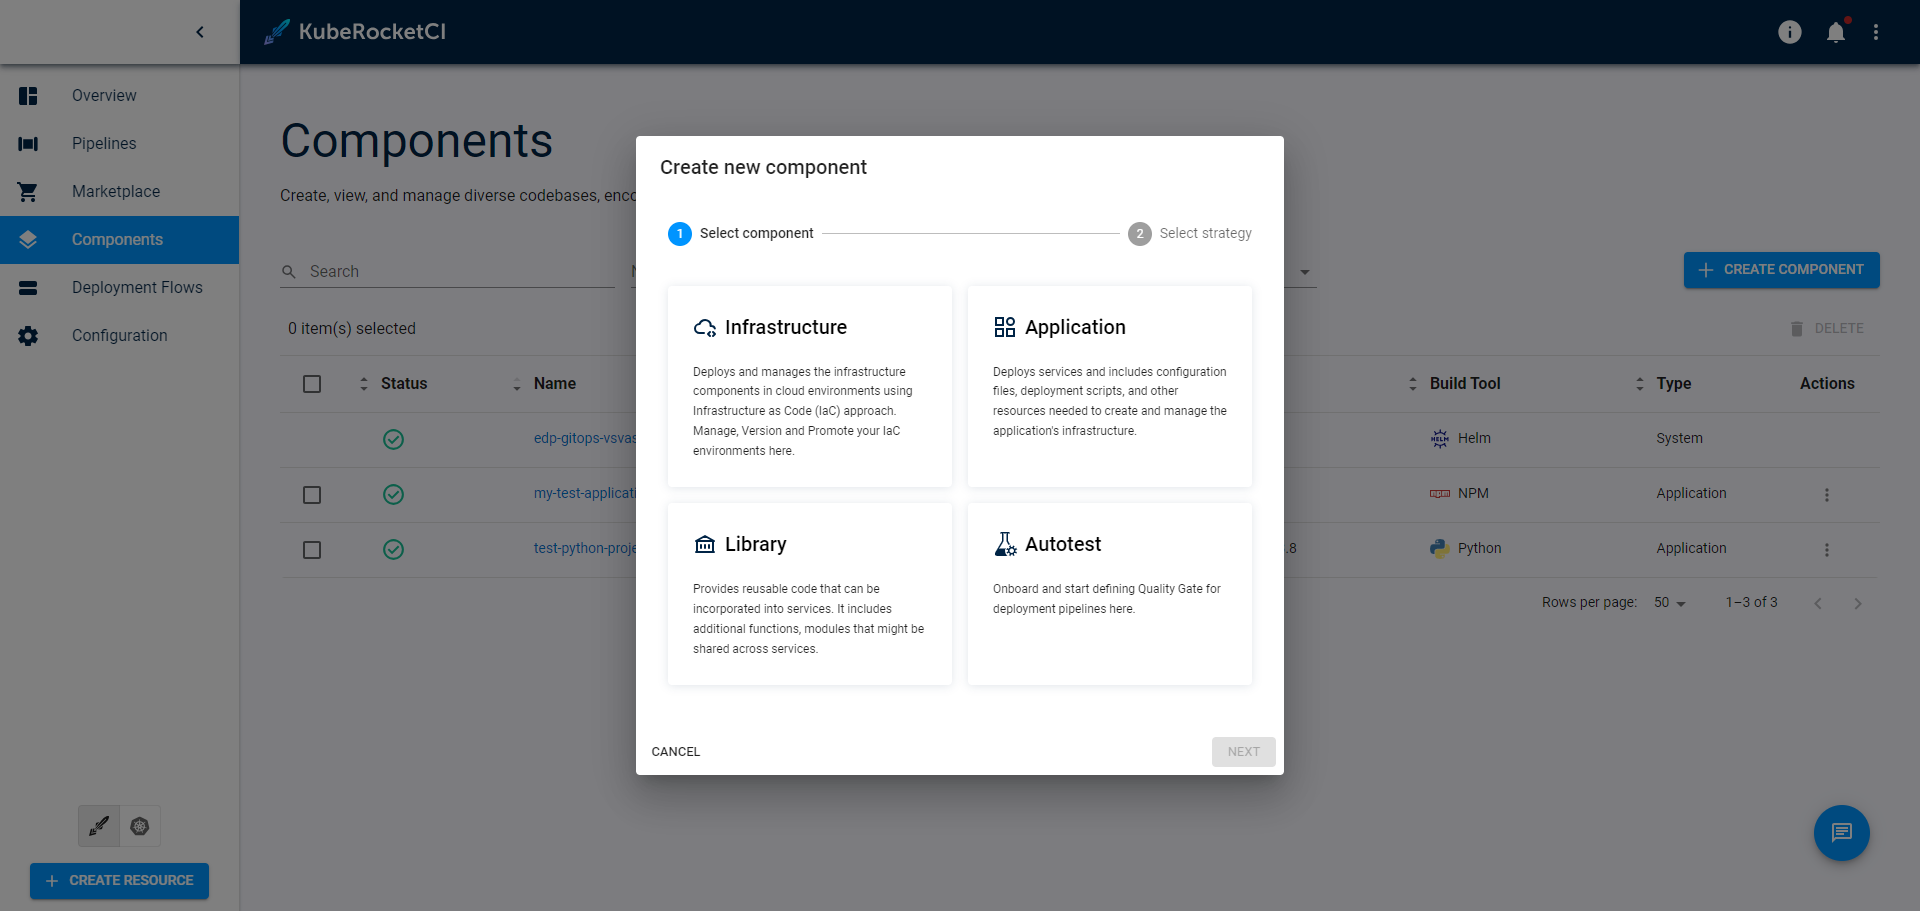 KubeRocketCI
Overview
Pipelines
Marketplace
Components
Deployment Flows
Configuration
CREATE RESOURCE
Components
Create, view, and manage diverse codebases, enco
Search
CREATE COMPONENT
0 item(s) selected
DELETE
Status
Name
Build Tool
Type
Actions
edp-gitops-vsvas
Helm
System
my-test-applicati
NPM
Application
test-python-proje
.8
Python
Application
Rows per page:
50
1–3 of 3
Create new component
1
Select component
2
Select strategy
Infrastructure
Deploys and manages the infrastructure
components in cloud environments using
Infrastructure as Code (IaC) approach.
Manage, Version and Promote your IaC
environments here.
Application
Deploys services and includes configuration
files, deployment scripts, and other
resources needed to create and manage the
application's infrastructure.
Library
Provides reusable code that can be
incorporated into services. It includes
additional functions, modules that might be
shared across services.
Autotest
Onboard and start defining Quality Gate for
deployment pipelines here.
CANCEL
NEXT